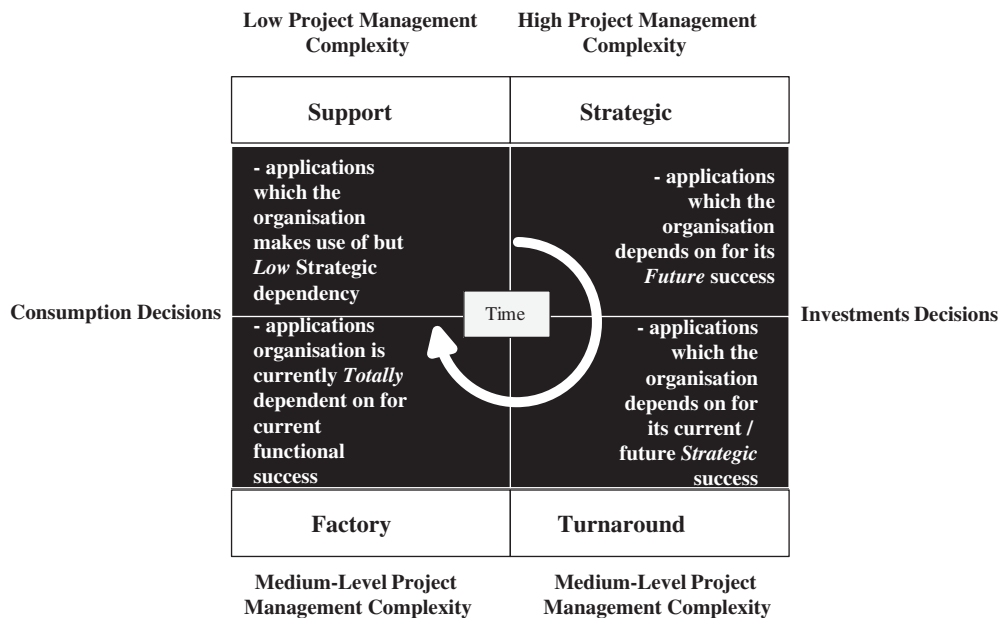 Low Project Management
Complexity
High Project Management
Complexity
Support
Strategic
- applications
which the
organisation
makes use of but
Low Strategic
dependency
- applications
which the
organisation
depends on for its
Future success
Consumption Decisions
Time
Investments Decisions
- applications
organisation is
currently Totally
dependent on for
current
functional
success
- applications
which the
organisation
depends on for
its current /
future Strategic
success
Factory
Turnaround
Medium-Level Project
Management Complexity
Medium-Level Project
Management Complexity